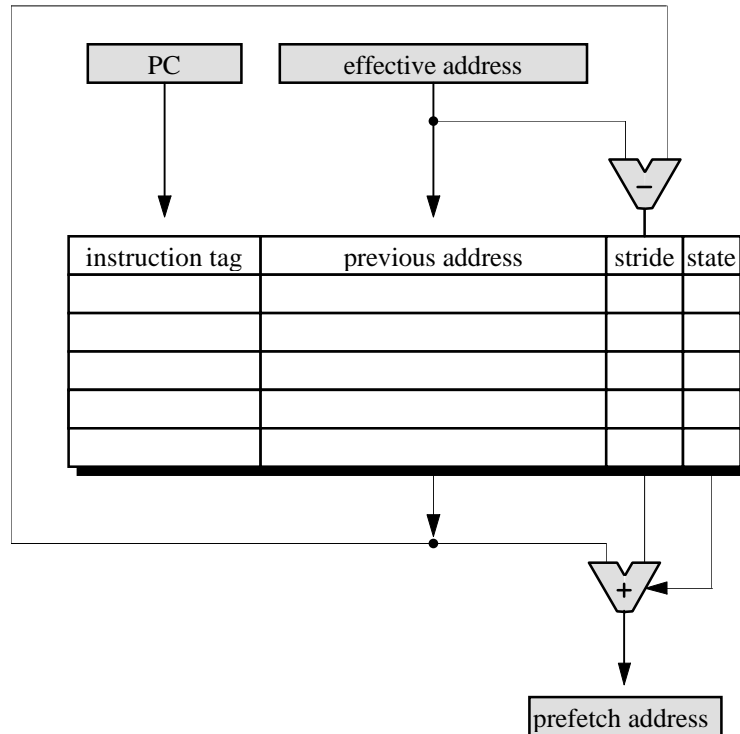 PC
effective address
−
instruction tag
previous address
stride
state
+
prefetch address